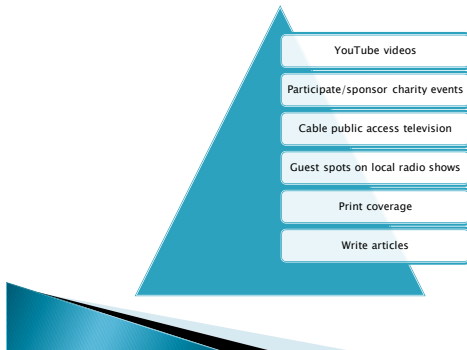 YouTube videos
Participate/sponsor charity events
Cable public access television
Guest spots on local radio shows
Print coverage
Write articles